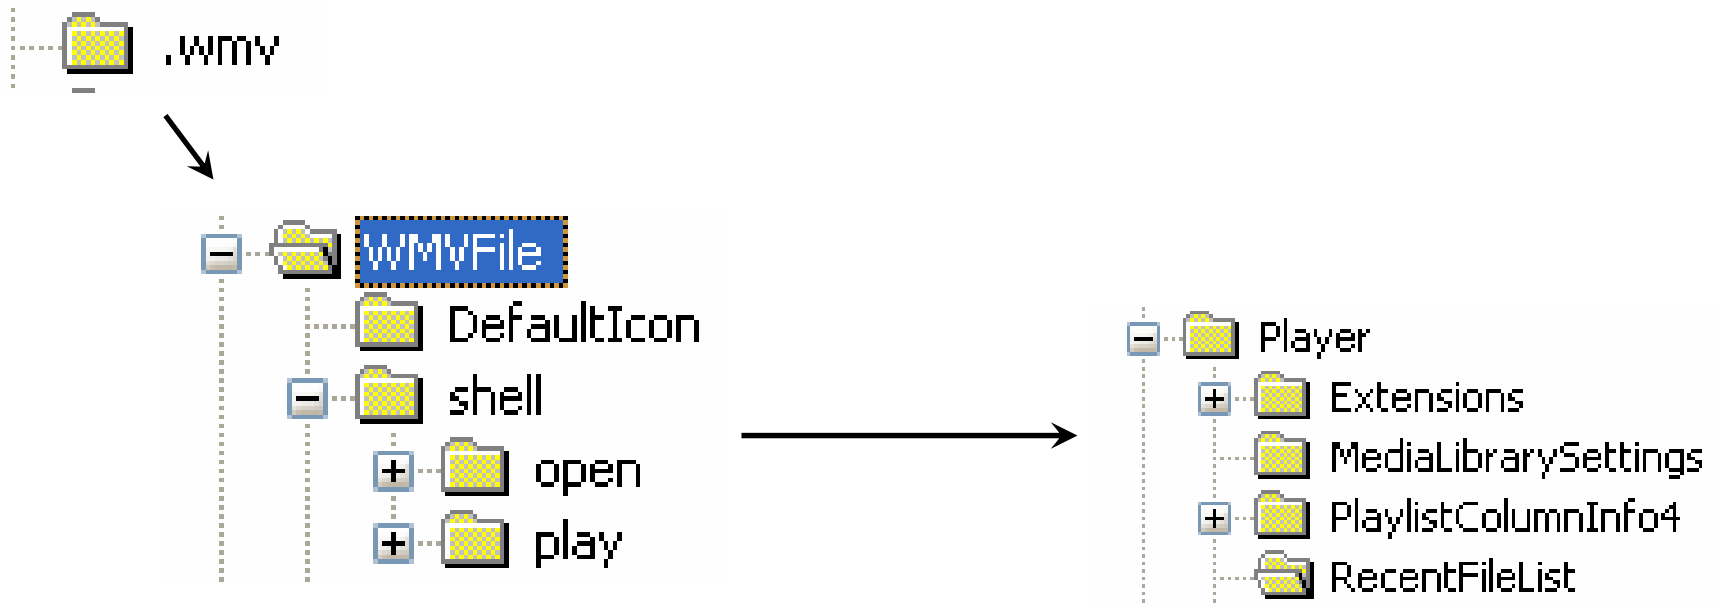 .wmv
WMVFile
DefaultIcon
shell
open
play
Player
Extensions
MediaLibrarySettings
PlaylistColumnInfo4
RecentFileList